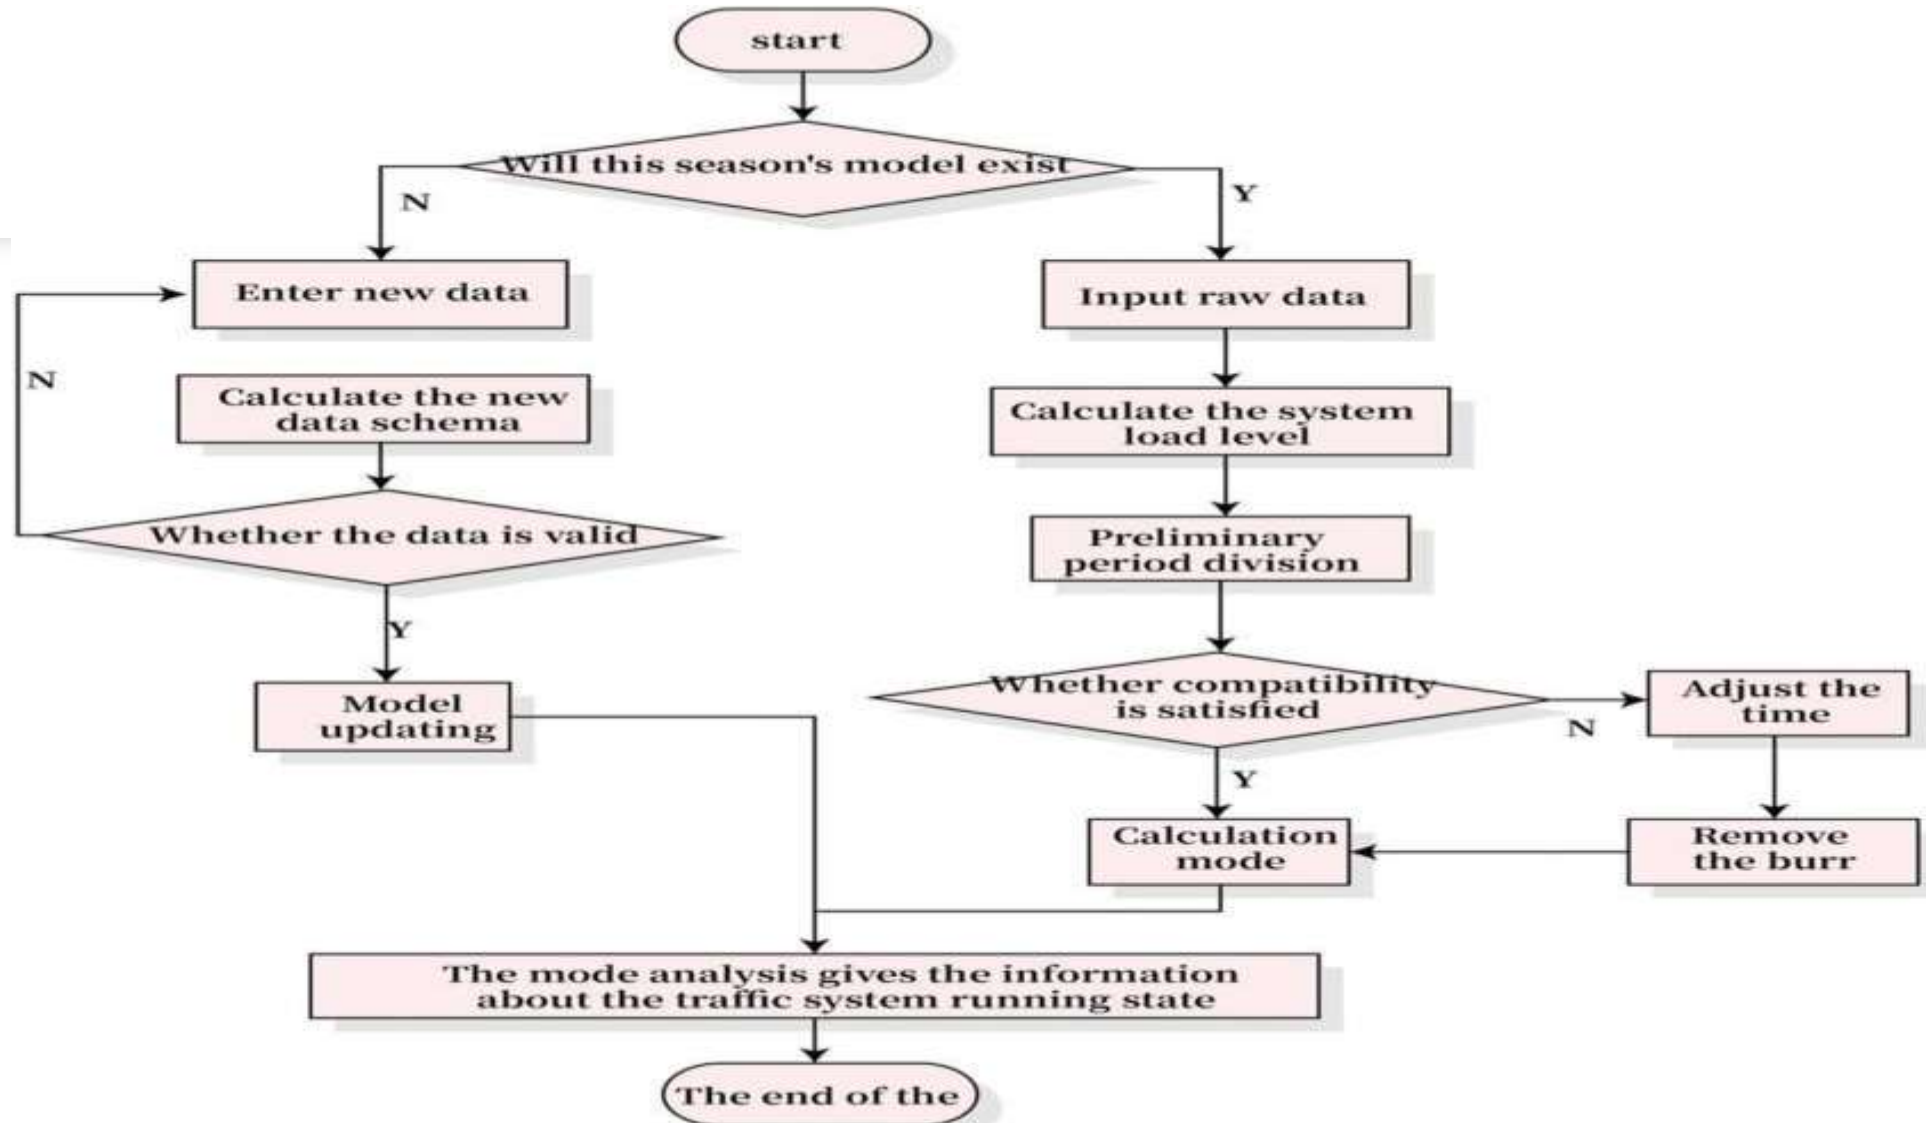 start
Will this season's model exist
N
Y
Enter new data
Input raw data
N
Calculate the new
data schema
Calculate the system
load level
Whether the data is valid
Preliminary
period division
Y
Whether compatibility
is satisfied
N
Adjust the
time
Model
updating
Y
Calculation
mode
Remove
the burr
The mode analysis gives the information
about the traffic system running state
The end of the